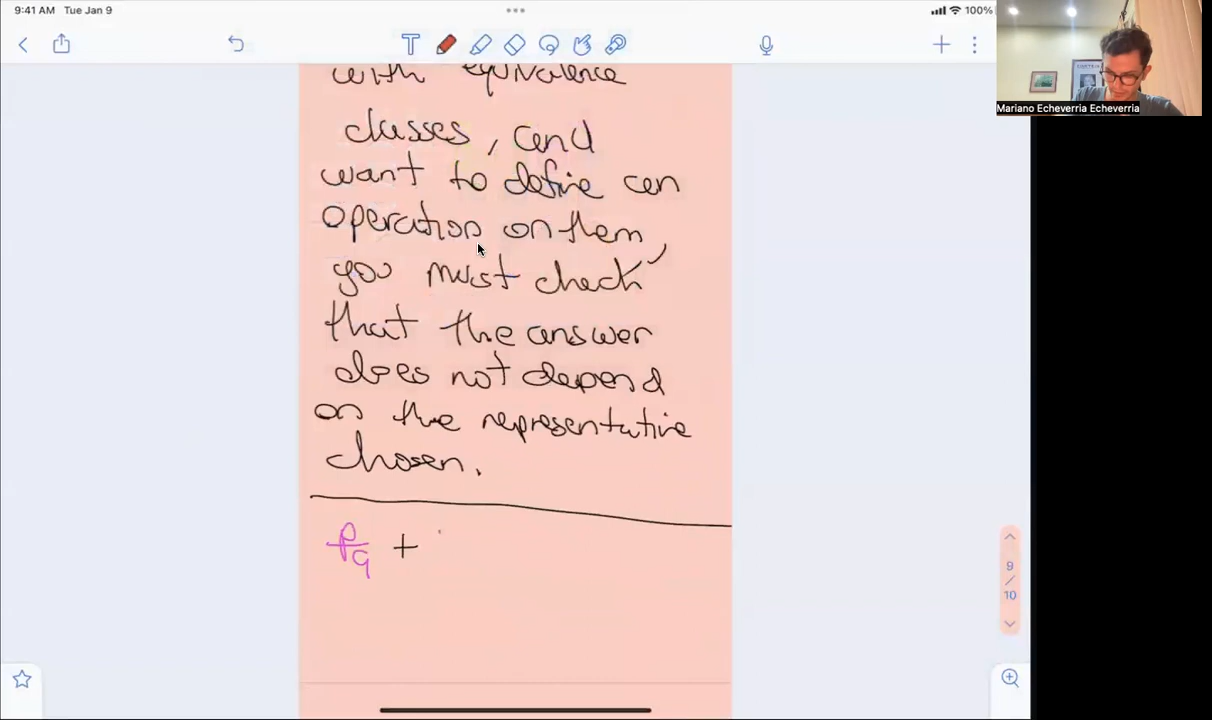 9:41 AM Tue Jan 9
100%
Mariano Echeverria Echeverria
T
with equivalence
classes, and
want to define an
operation on them,
you must check
that the answer
does not depend
on the representative
chosen.
p/q +
9
/
10